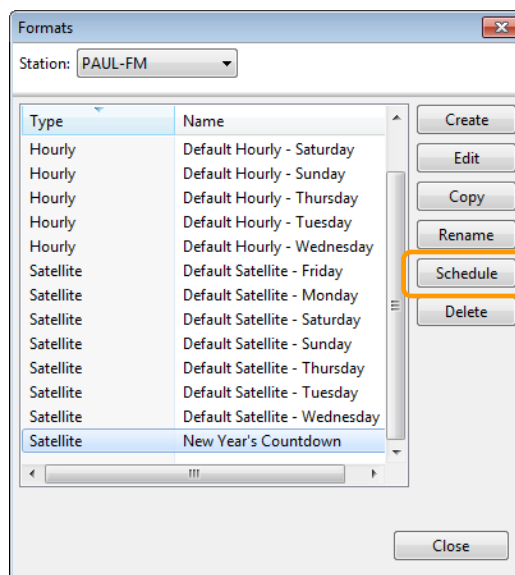 Formats
Station: PAUL-FM
Type Name
Hourly Default Hourly - Saturday
Hourly Default Hourly - Sunday
Hourly Default Hourly - Thursday
Hourly Default Hourly - Tuesday
Hourly Default Hourly - Wednesday
Satellite Default Satellite - Friday
Satellite Default Satellite - Monday
Satellite Default Satellite - Saturday
Satellite Default Satellite - Sunday
Satellite Default Satellite - Thursday
Satellite Default Satellite - Tuesday
Satellite Default Satellite - Wednesday
Satellite New Year's Countdown
Create
Edit
Copy
Rename
Schedule
Delete
Close